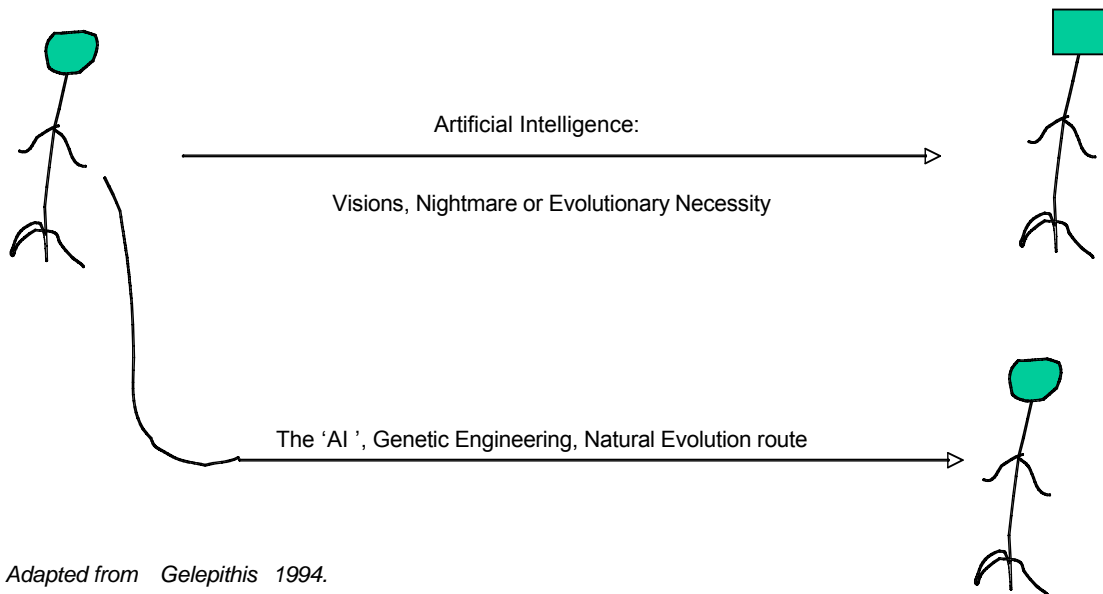 Artificial Intelligence:
Visions, Nightmare or Evolutionary Necessity
The ‘AI ’, Genetic Engineering, Natural Evolution route
Adapted from Gelepithis 1994.